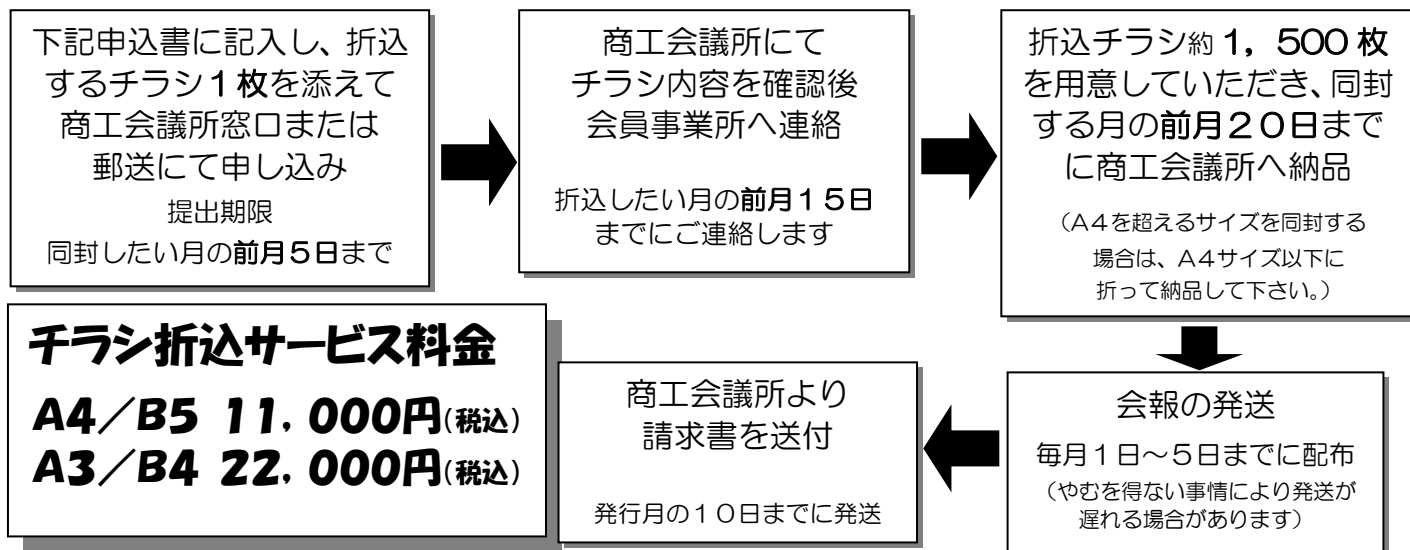 下記申込書に記入し、折込
するチラシ１枚を添えて
商工会議所窓口または
郵送にて申し込み
提出期限
同封したい月の前月５日まで
商工会議所にて
チラシ内容を確認後
会員事業所へ連絡
折込したい月の前月１５日
までにご連絡します
折込チラシ約１，５００枚
を用意していただき、同封
する月の前月２０日まで
に商工会議所へ納品
（Ａ４を超えるサイズを同封する
場合は、Ａ４サイズ以下に
折って納品して下さい。）
会報の発送
毎月１日～５日までに配布
（やむを得ない事情により発送が
遅れる場合があります）
商工会議所より
請求書を送付
発行月の１０日までに発送
チラシ折込サービス料金
A4／B5 11，000円（税込）
A3／B4 22，000円（税込）